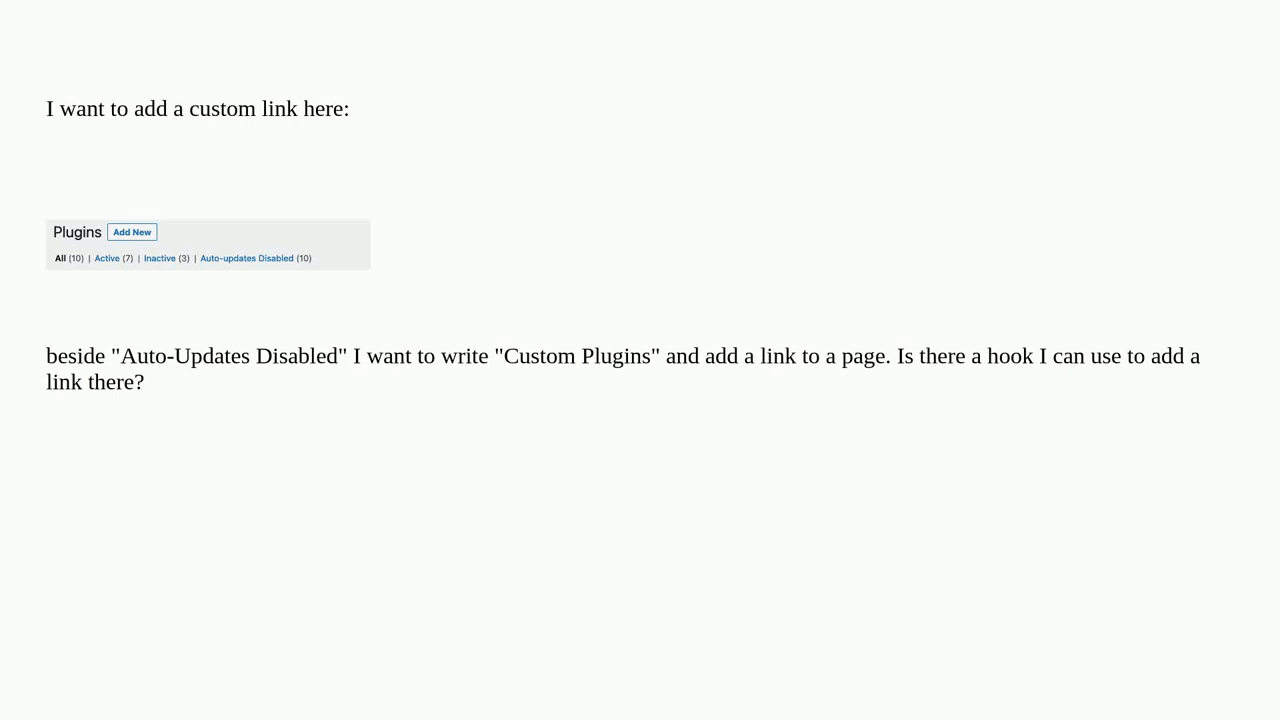 I want to add a custom link here:
Plugins Add New
All (10) | Active (7) | Inactive (3) | Auto-updates Disabled (10)
beside "Auto-Updates Disabled" I want to write "Custom Plugins" and add a link to a page. Is there a hook I can use to add a
link there?